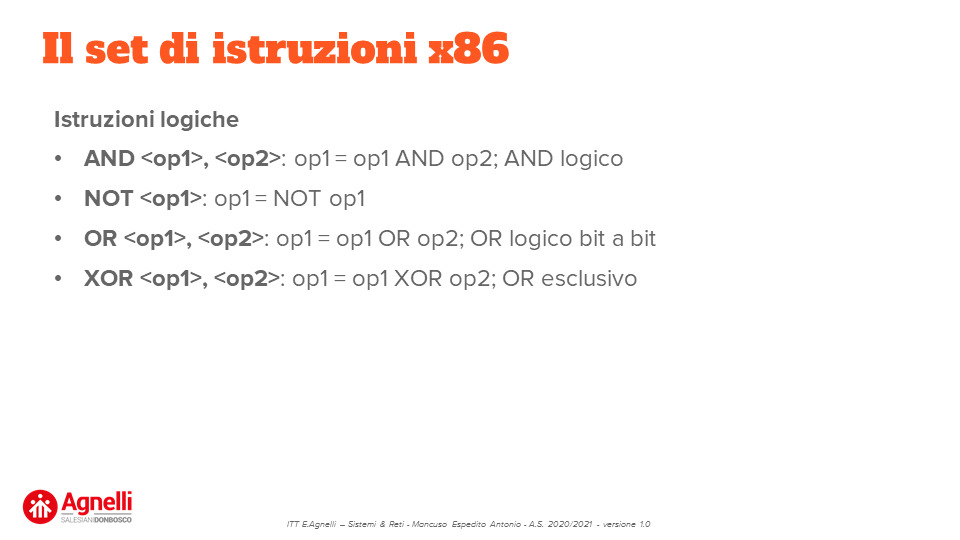 Il set di istruzioni x86
Istruzioni logiche
• AND <op1>, <op2>: op1 = op1 AND op2; AND logico
• NOT <op1>: op1 = NOT op1
• OR <op1>, <op2>: op1 = op1 OR op2; OR logico bit a bit
• XOR <op1>, <op2>: op1 = op1 XOR op2; OR esclusivo
Agnelli
SALESIANIDONBOSCO
ITT E.Agnelli – Sistemi & Reti - Mancuso Espedito Antonio - A.S. 2020/2021 - versione 1.0